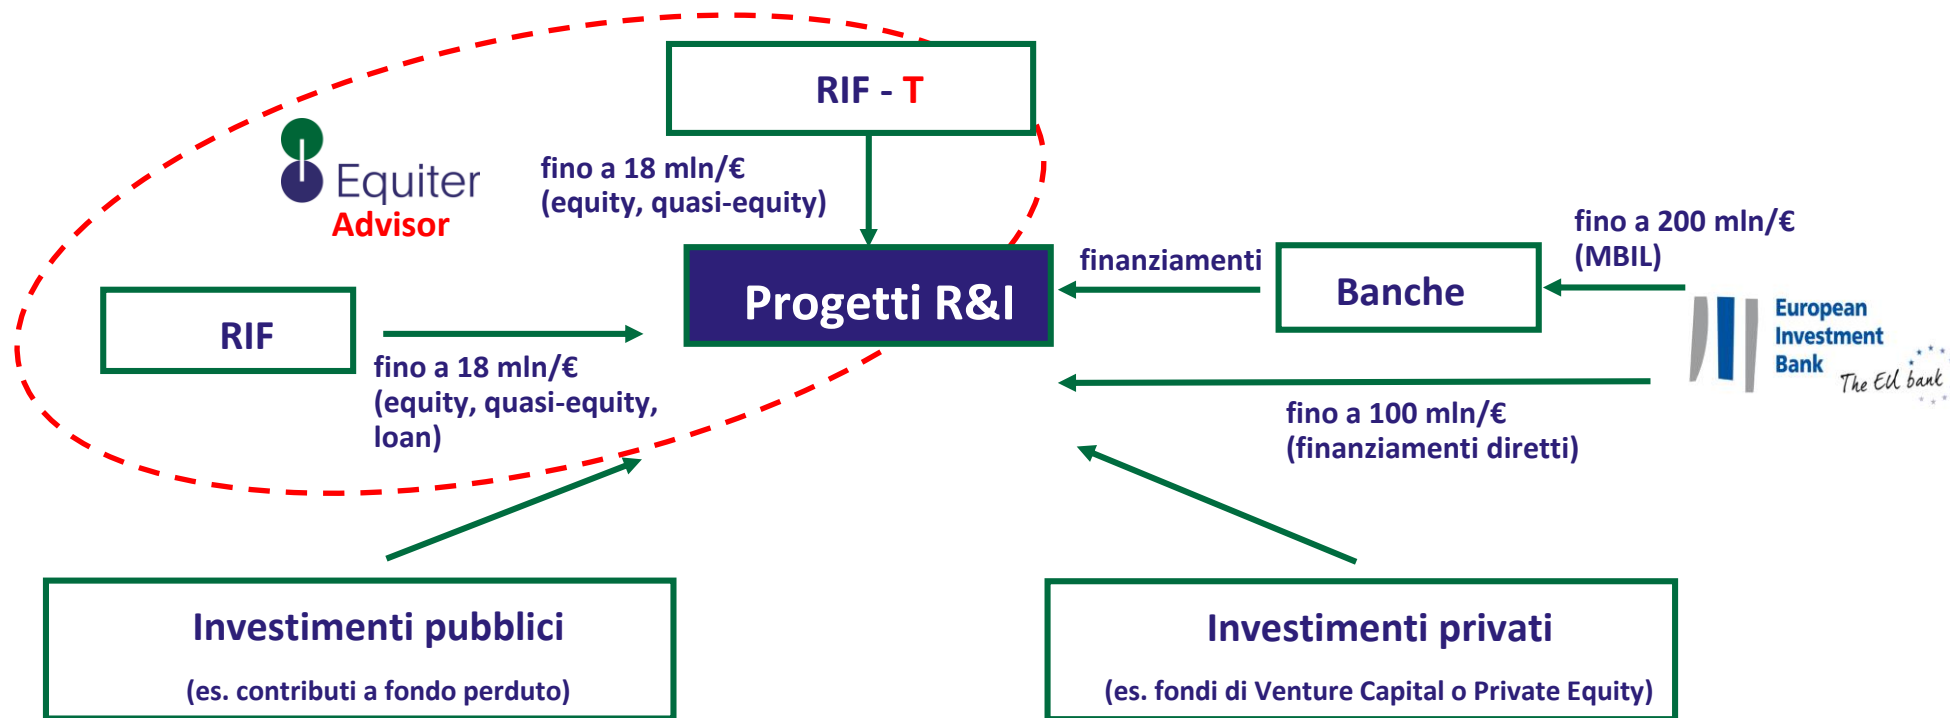 RIF - T
fino a 18 mln/€
(equity, quasi-equity)
Equiter
Advisor
fino a 200 mln/€
(MBIL)
finanziamenti
Banche
Progetti R&I
RIF
European
Investment
Bank
The EU bank
fino a 18 mln/€
(equity, quasi-equity,
loan)
fino a 100 mln/€
(finanziamenti diretti)
Investimenti pubblici
(es. contributi a fondo perduto)
Investimenti privati
(es. fondi di Venture Capital o Private Equity)